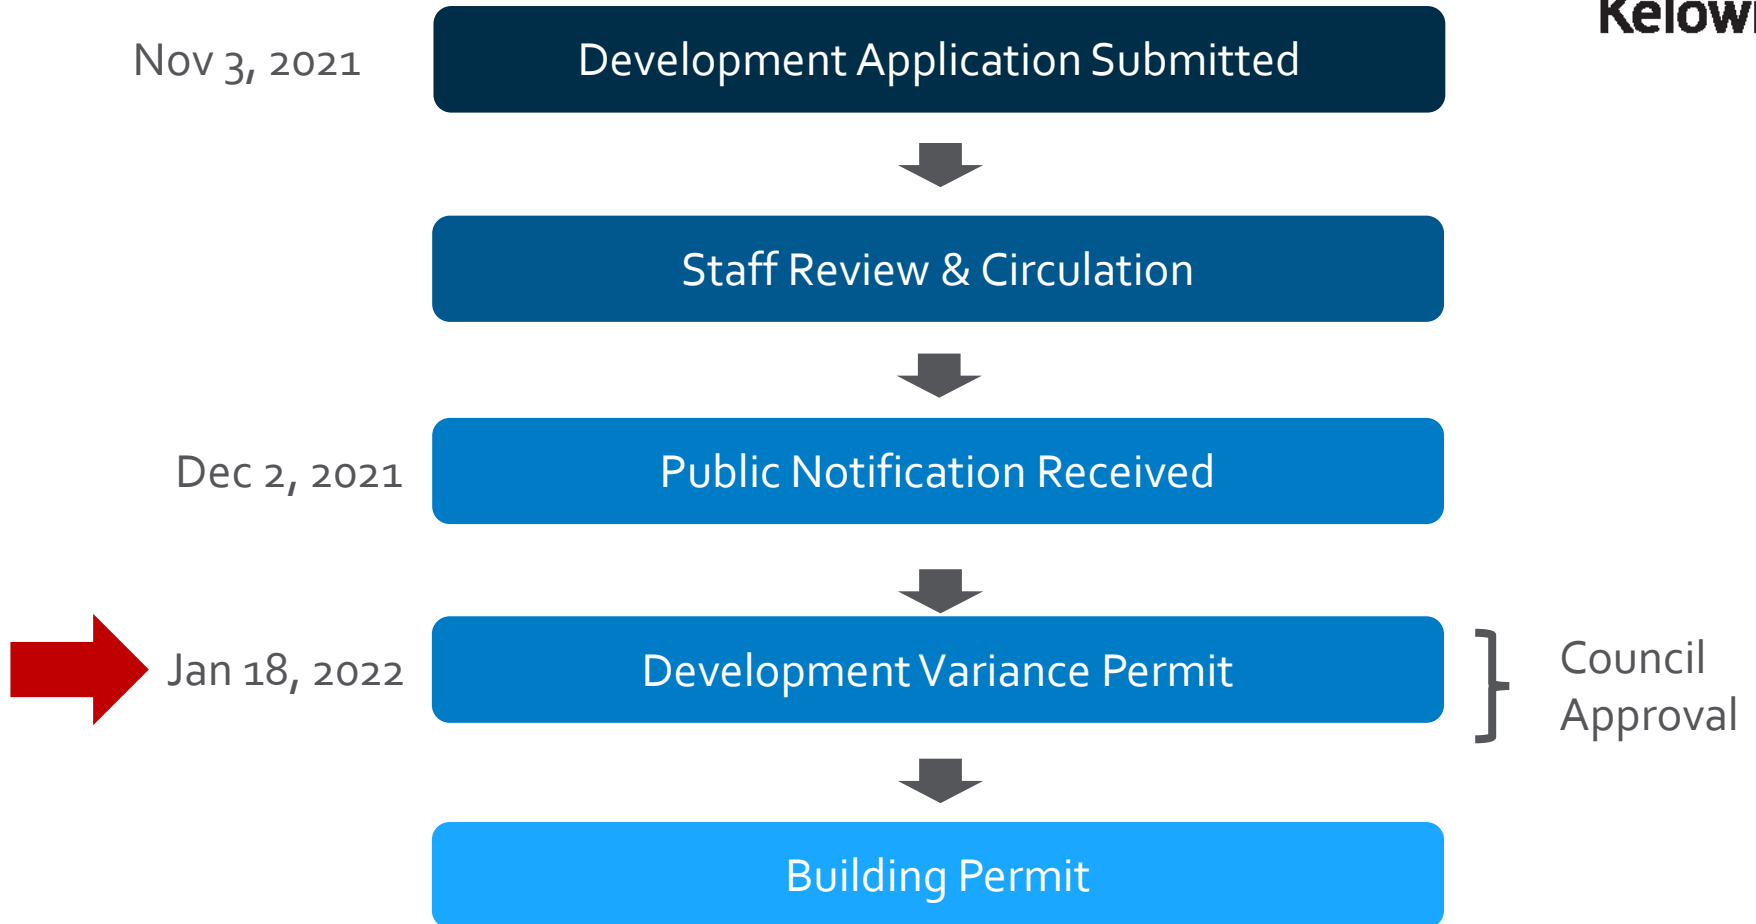 Nov 3, 2021
Development Application Submitted
Staff Review & Circulation
Dec 2, 2021
Public Notification Received
Jan 18, 2022
Development Variance Permit
Council
Approval
Building Permit